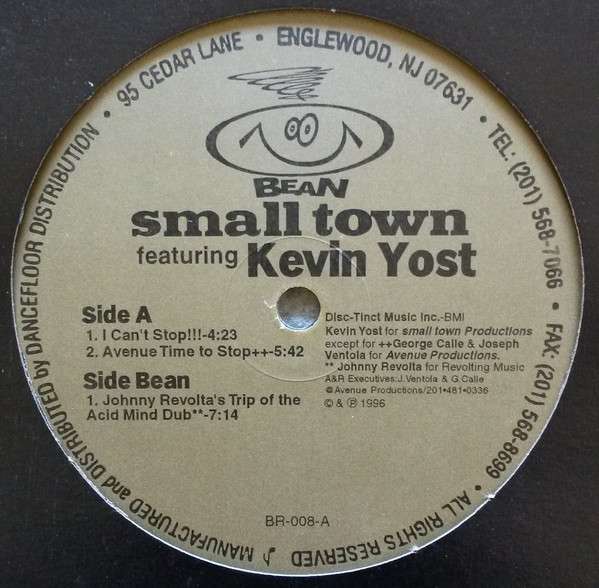 ♪ MANUFACTURED and DISTRIBUTED by DANCEFLOOR DISTRIBUTION • 95 CEDAR LANE • ENGLEWOOD, NJ 07631 • TEL: (201) 568-7066 • FAX: (201) 568-8699 • ALL RIGHTS RESERVED
BEAN
small town
featuring Kevin Yost
Side A
1. I Can't Stop!!!-4:23
2. Avenue Time to Stop++-5:42
Side Bean
1. Johnny Revolta's Trip of the
Acid Mind Dub**-7:14
Disc-Tinct Music Inc.-BMI
Kevin Yost for small town Productions
except for ++George Calle & Joseph
Ventola for Avenue Productions.
** Johnny Revolta for Revolting Music
A&R Executives:J.Ventola & G.Calle
@Avenue Productions/201•481•0336
© & ℗ 1996
BR-008-A